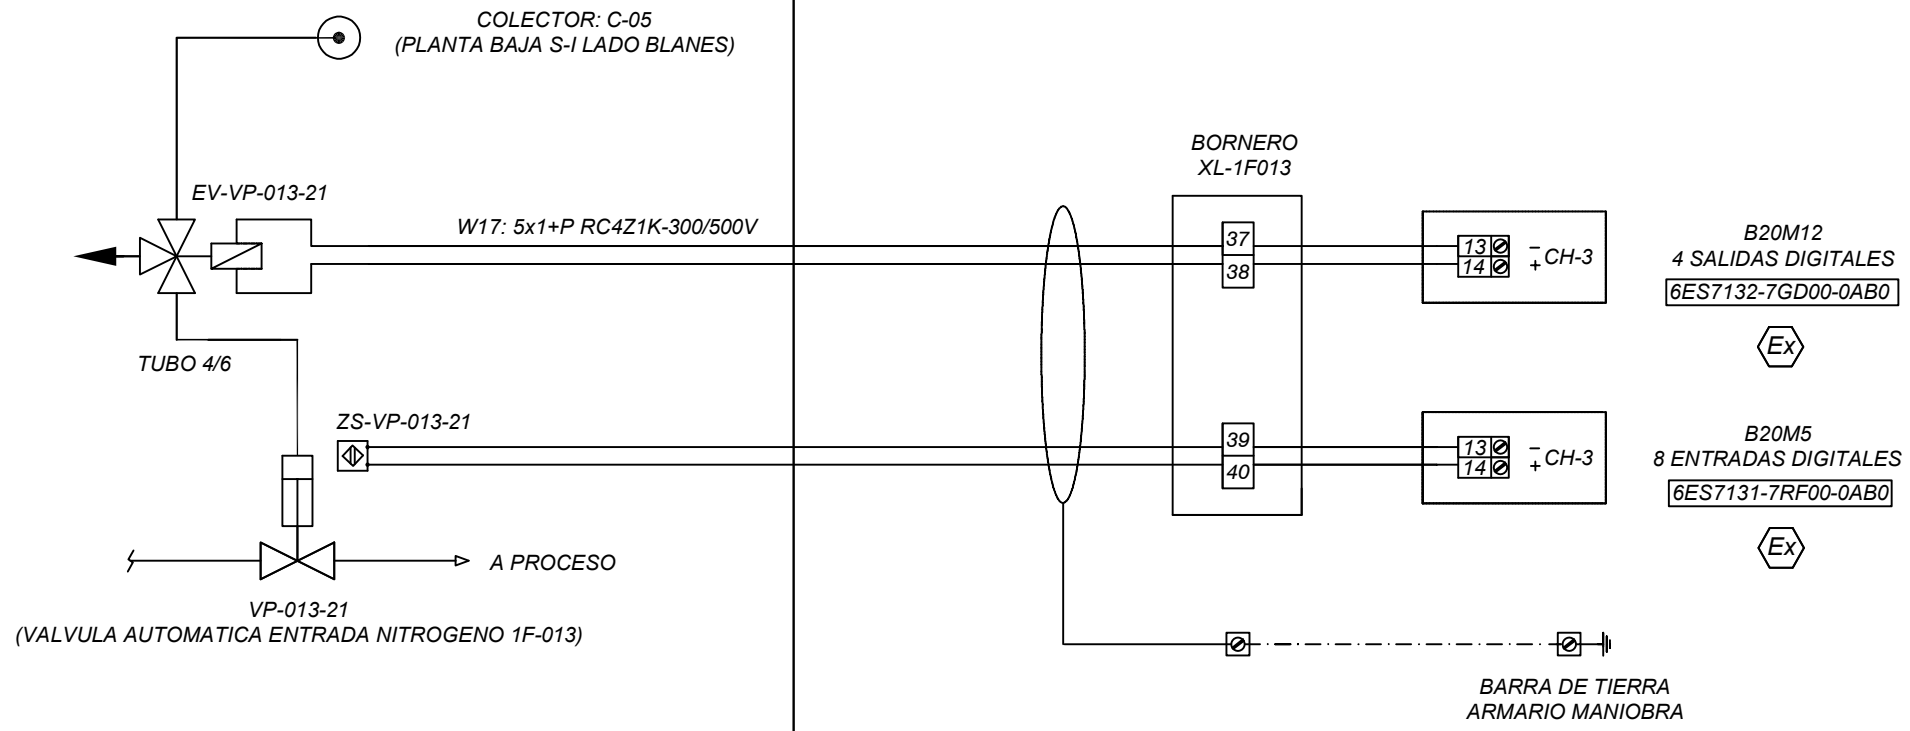 COLECTOR: C-05
(PLANTA BAJA S-I LADO BLANES)
BORNERO
XL-1F013
EV-VP-013-21
W17: 5x1+P RC4Z1K-300/500V
37
38
13
14
–
+
CH-3
B20M12
4 SALIDAS DIGITALES
6ES7132-7GD00-0AB0
Ex
TUBO 4/6
ZS-VP-013-21
39
40
13
14
–
+
CH-3
B20M5
8 ENTRADAS DIGITALES
6ES7131-7RF00-0AB0
Ex
A PROCESO
VP-013-21
(VALVULA AUTOMATICA ENTRADA NITROGENO 1F-013)
BARRA DE TIERRA
ARMARIO MANIOBRA